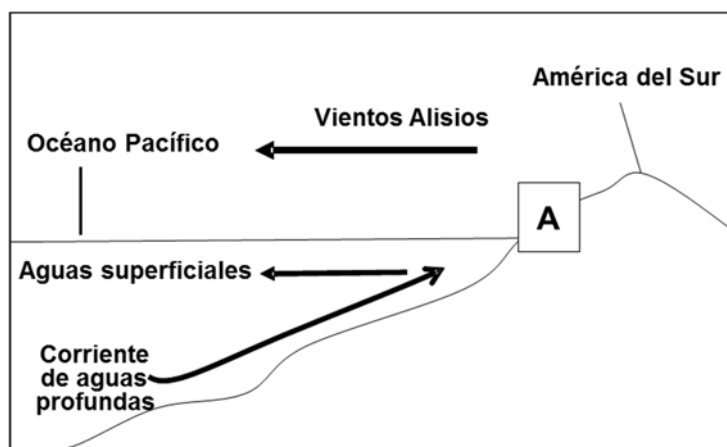 América del Sur
Vientos Alisios
Océano Pacífico
A
Aguas superficiales
Corriente
de aguas
profundas